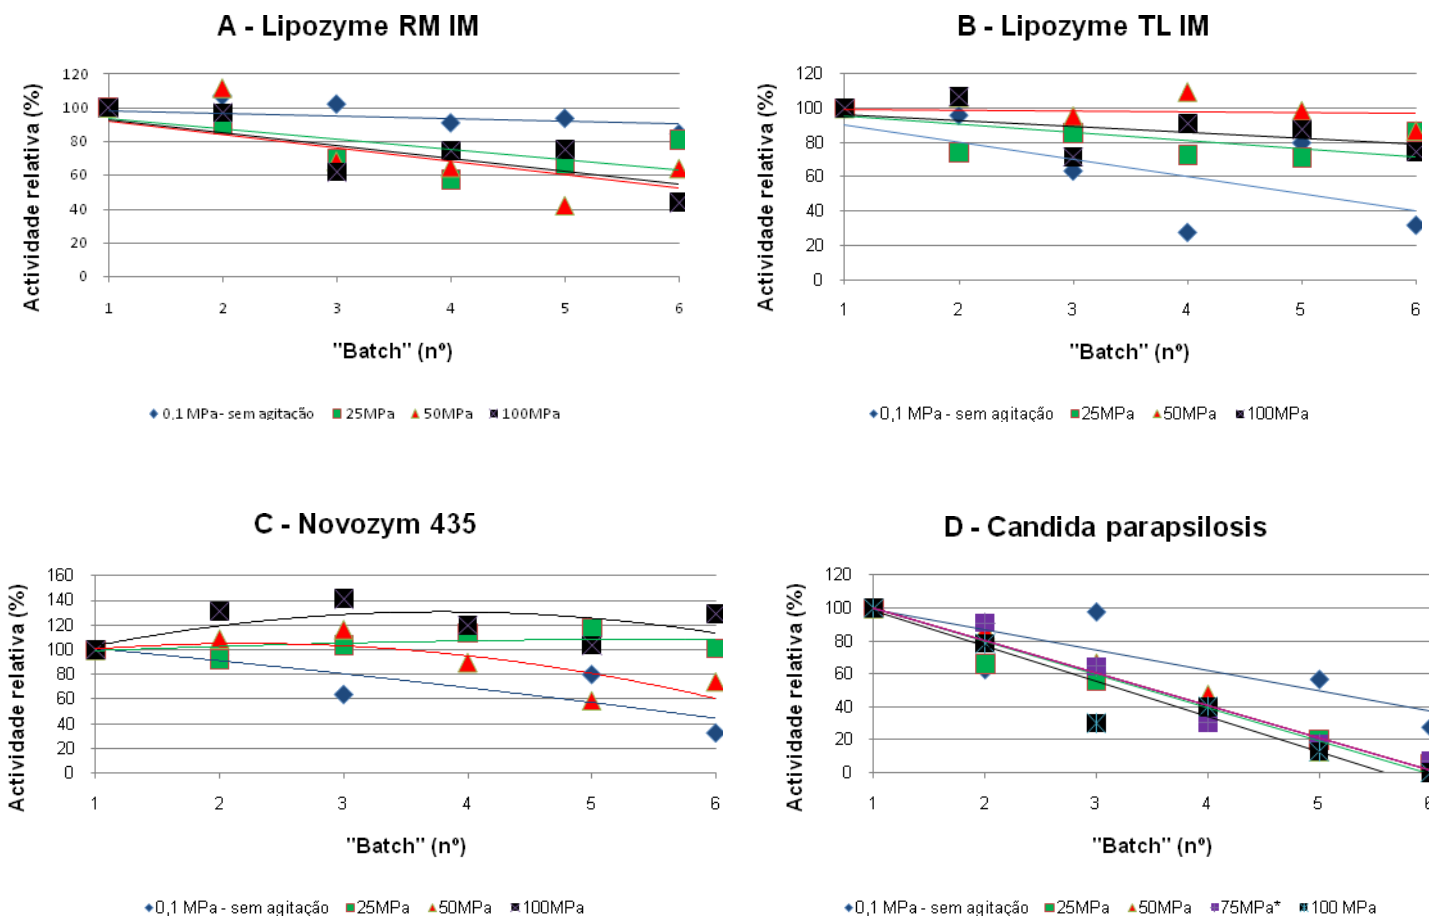 A - Lipozyme RM IM
Actividade relativa (%)
120
100
80
60
40
20
0
1 2 3 4 5 6
"Batch" (nº)
0,1 MPa- sem agitação 25MPa 50MPa 100MPa
B - Lipozyme TL IM
Actividade relativa (%)
120
100
80
60
40
20
0
1 2 3 4 5 6
"Batch" (nº)
0,1 MPa - sem agitação 25MPa 50MPa 100MPa
C - Novozym 435
Actividade relativa (%)
160
140
120
100
80
60
40
20
0
1 2 3 4 5 6
"Batch" (nº)
0,1 MPa - sem agitação 25MPa 50MPa 100MPa
D - Candida parapsilosis
Actividade relativa (%)
120
100
80
60
40
20
0
1 2 3 4 5 6
"Batch" (nº)
0,1 MPa - sem agitação 25MPa 50MPa 75MPa* 100 MPa